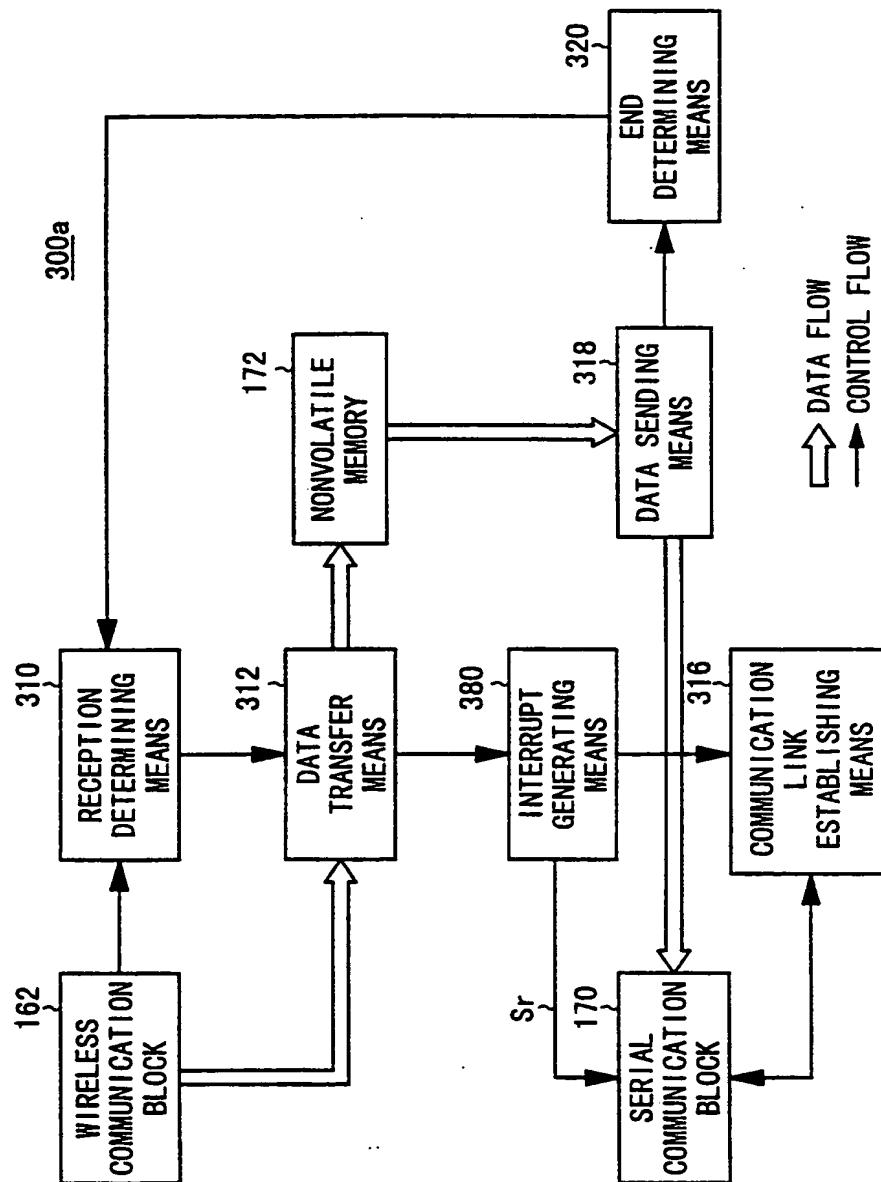 300a
162
WIRELESS
COMMUNICATION
BLOCK
310
RECEPTION
DETERMINING
MEANS
312
DATA
TRANSFER
MEANS
172
NONVOLATILE
MEMORY
380
INTERRUPT
GENERATING
MEANS
Sr
170
SERIAL
COMMUNICATION
BLOCK
316
COMMUNICATION
LINK
ESTABLISHING
MEANS
318
DATA SENDING
MEANS
320
END
DETERMINING
MEANS
DATA FLOW
CONTROL FLOW